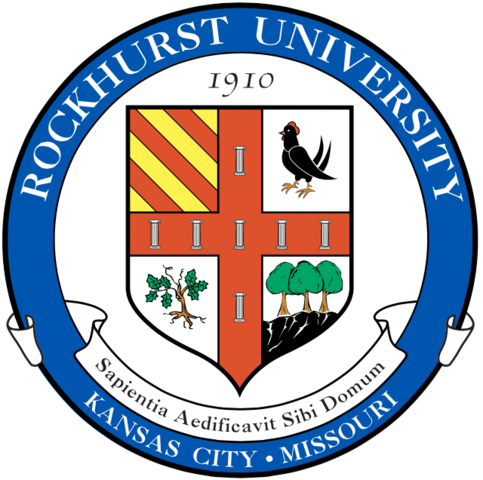 ROCKHURST UNIVERSITY
1910
Sapientia Aedificavit Sibi Domum
KANSAS CITY • MISSOURI